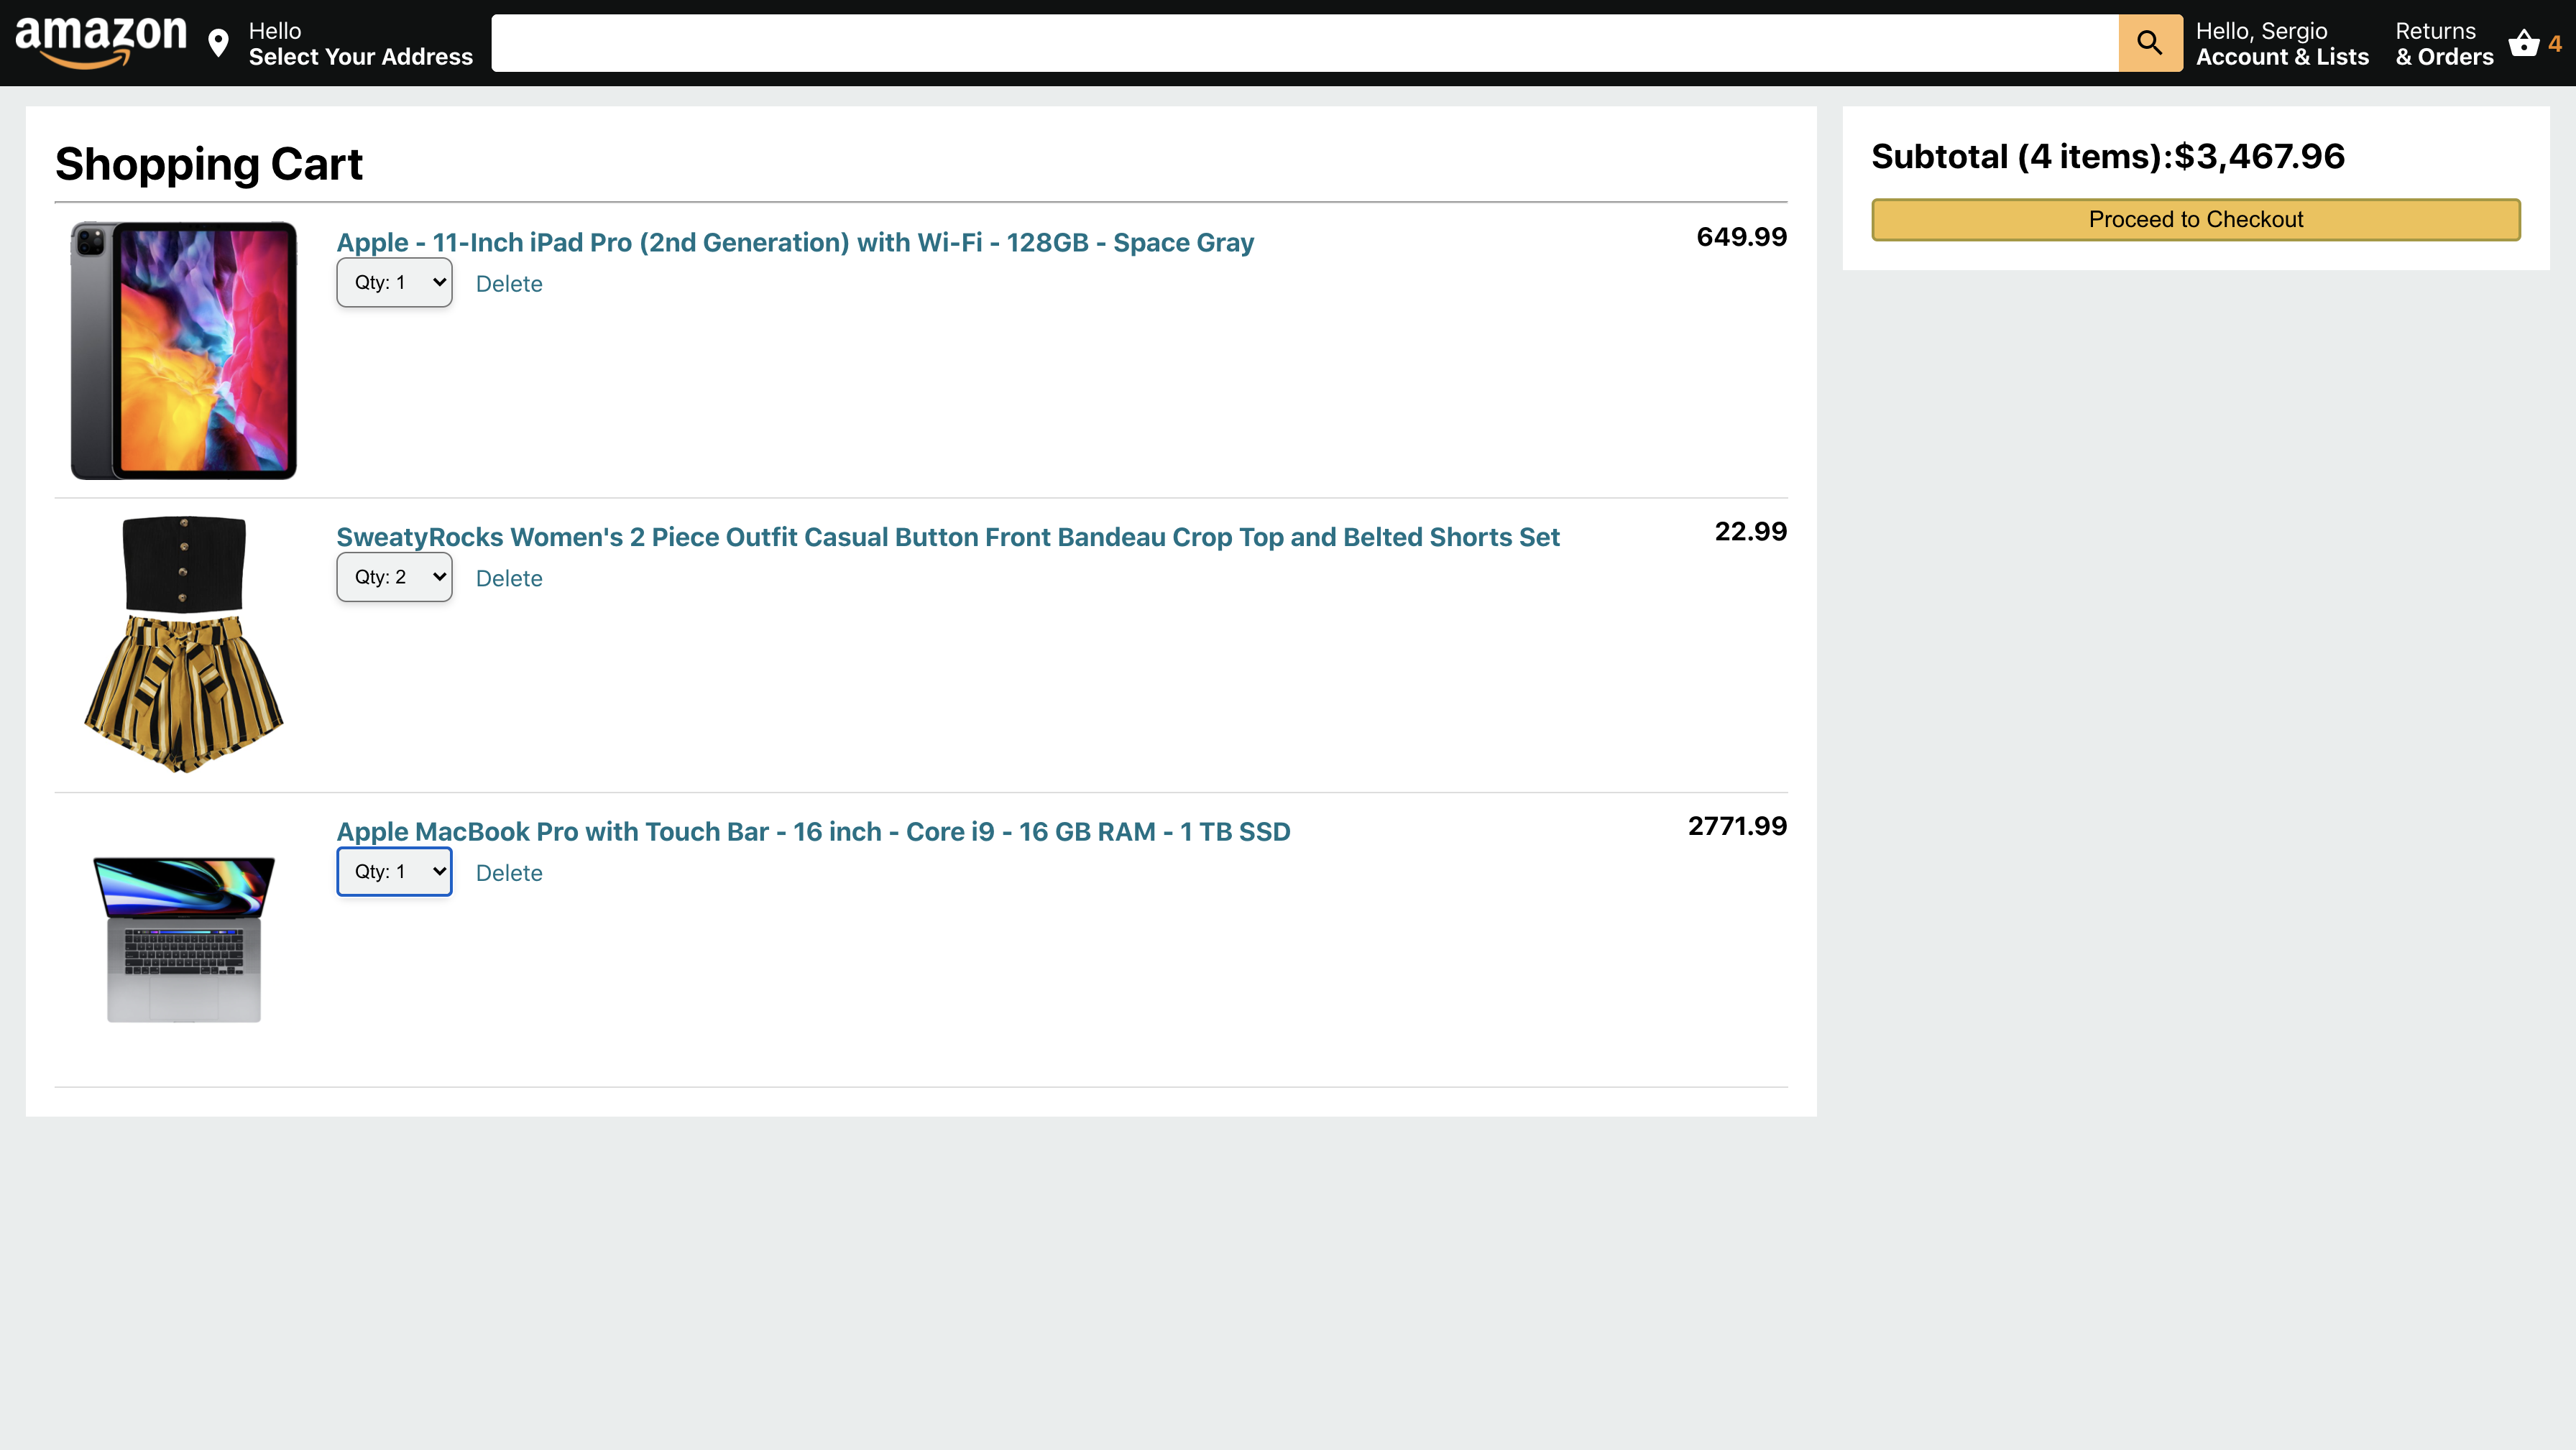 amazon
Hello
Select Your Address
Hello, Sergio
Account & Lists
Returns
& Orders
4
Shopping Cart
Apple - 11-Inch iPad Pro (2nd Generation) with Wi-Fi - 128GB - Space Gray
649.99
Qty: 1
Delete
SweatyRocks Women's 2 Piece Outfit Casual Button Front Bandeau Crop Top and Belted Shorts Set
22.99
Qty: 2
Delete
Apple MacBook Pro with Touch Bar - 16 inch - Core i9 - 16 GB RAM - 1 TB SSD
2771.99
Qty: 1
Delete
Subtotal (4 items):$3,467.96
Proceed to Checkout